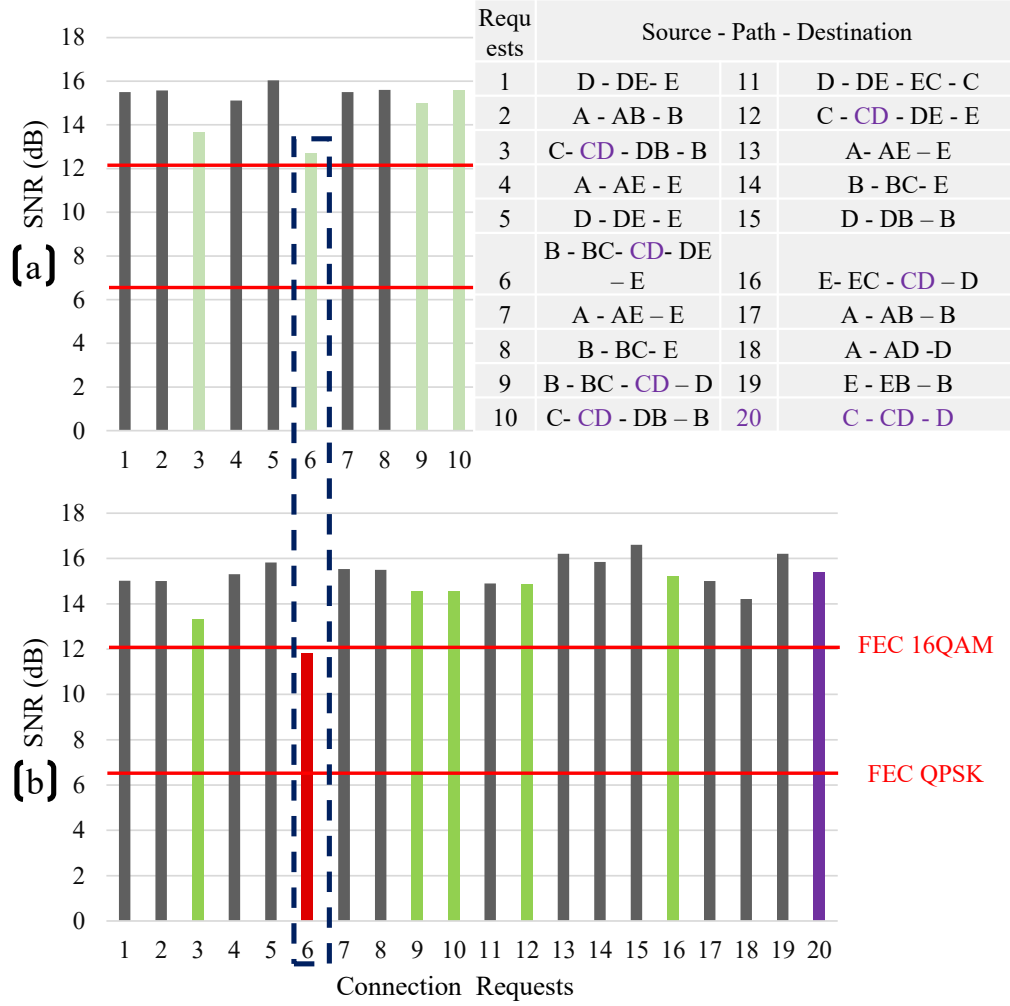 18
16
14
12
10
8
6
4
2
0
SNR (dB)
(a)
1 2 3 4 5 6 7 8 9 10
Requ
ests
Source - Path - Destination
1 D - DE- E 11 D - DE - EC - C
2 A - AB - B 12 C - CD - DE - E
3 C- CD - DB - B 13 A- AE – E
4 A - AE - E 14 B - BC- E
5 D - DE - E 15 D - DB – B
B - BC- CD- DE
6 – E 16 E- EC - CD – D
7 A - AE – E 17 A - AB – B
8 B - BC- E 18 A - AD -D
9 B - BC - CD – D 19 E - EB – B
10 C- CD - DB – B 20 C - CD - D
18
16
14
12
10
8
6
4
2
0
SNR (dB)
(b)
FEC 16QAM
FEC QPSK
1 2 3 4 5 6 7 8 9 10 11 12 13 14 15 16 17 18 19 20
Connection Requests